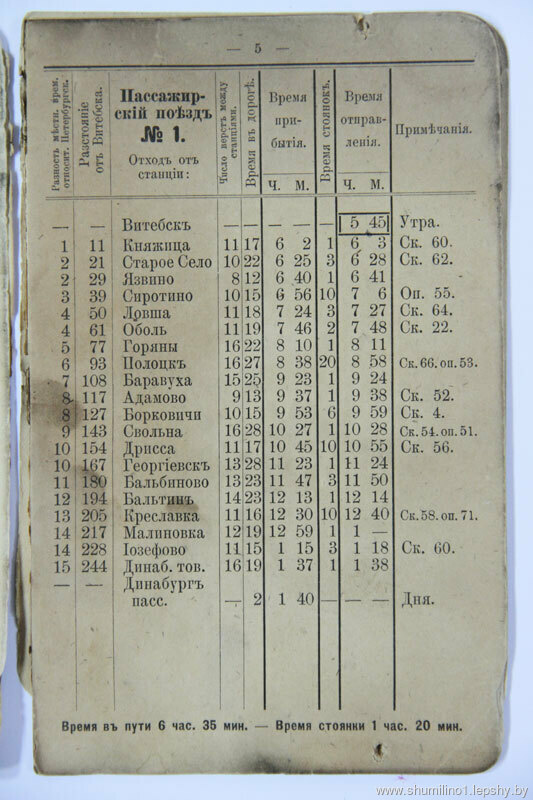 — 5 —
Разность мѣстн. врем. относит. Петербургск.
Разстояніе отъ Витебска.
Пассажир-
скій поѣздъ
№ 1.
Отходъ отъ
станціи:
Число верстъ между станціями.
Время въ дорогѣ.
Время
при-
бытія.
Ч. М.
Время стоянок.
Время
отправ-
ленія.
Ч. М.
Примѣчанія.
— — Витебскъ — — — — — 5 45 Утра.
1 11 Княжица 11 17 6 2 1 6 3 Ск. 60.
2 21 Старое Село 10 22 6 25 3 6 28 Ск. 62.
2 29 Язвино 8 12 6 40 1 6 41
3 39 Сиротино 10 15 6 56 10 7 6 Оп. 55.
4 50 Ловша 11 18 7 24 3 7 27 Ск. 64.
4 61 Оболь 11 19 7 46 2 7 48 Ск. 22.
5 77 Горяны 16 22 8 10 1 8 11
6 93 Полоцкъ 16 27 8 38 20 8 58 Ск. 66. оп. 53.
7 108 Баравуха 15 25 9 23 1 9 24
8 117 Адамово 9 13 9 37 1 9 38 Ск. 52.
8 127 Борковичи 10 15 9 53 6 9 59 Ск. 4.
9 143 Свольна 16 28 10 27 1 10 28 Ск. 54. оп. 51.
10 154 Дрисса 11 17 10 45 10 10 55 Ск. 56.
10 167 Георгіевскъ 13 28 11 23 1 11 24
11 180 Бальбиново 13 23 11 47 3 11 50
12 194 Бальтинъ 14 23 12 13 1 12 14
13 205 Креславка 11 16 12 30 10 12 40 Ск. 58. оп. 71.
14 217 Малиновка 12 19 12 59 1 1 —
14 228 Іозефово 11 15 1 15 3 1 18 Ск. 60.
15 244 Динаб. тов. 16 19 1 37 1 1 38
— — Динабургъ
пасс. — 2 1 40 — — — Дня.
Время въ пути 6 час. 35 мин. — Время стоянки 1 час. 20 мин.
www.shumilino1.lepshy.by